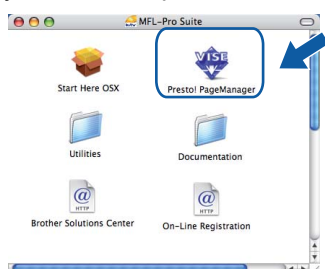 MFL-Pro Suite
VISE
Start Here OSX
Presto! PageManager
Utilities
Documentation
@
HTTP
@
HTTP
Brother Solutions Center
On-Line Registration